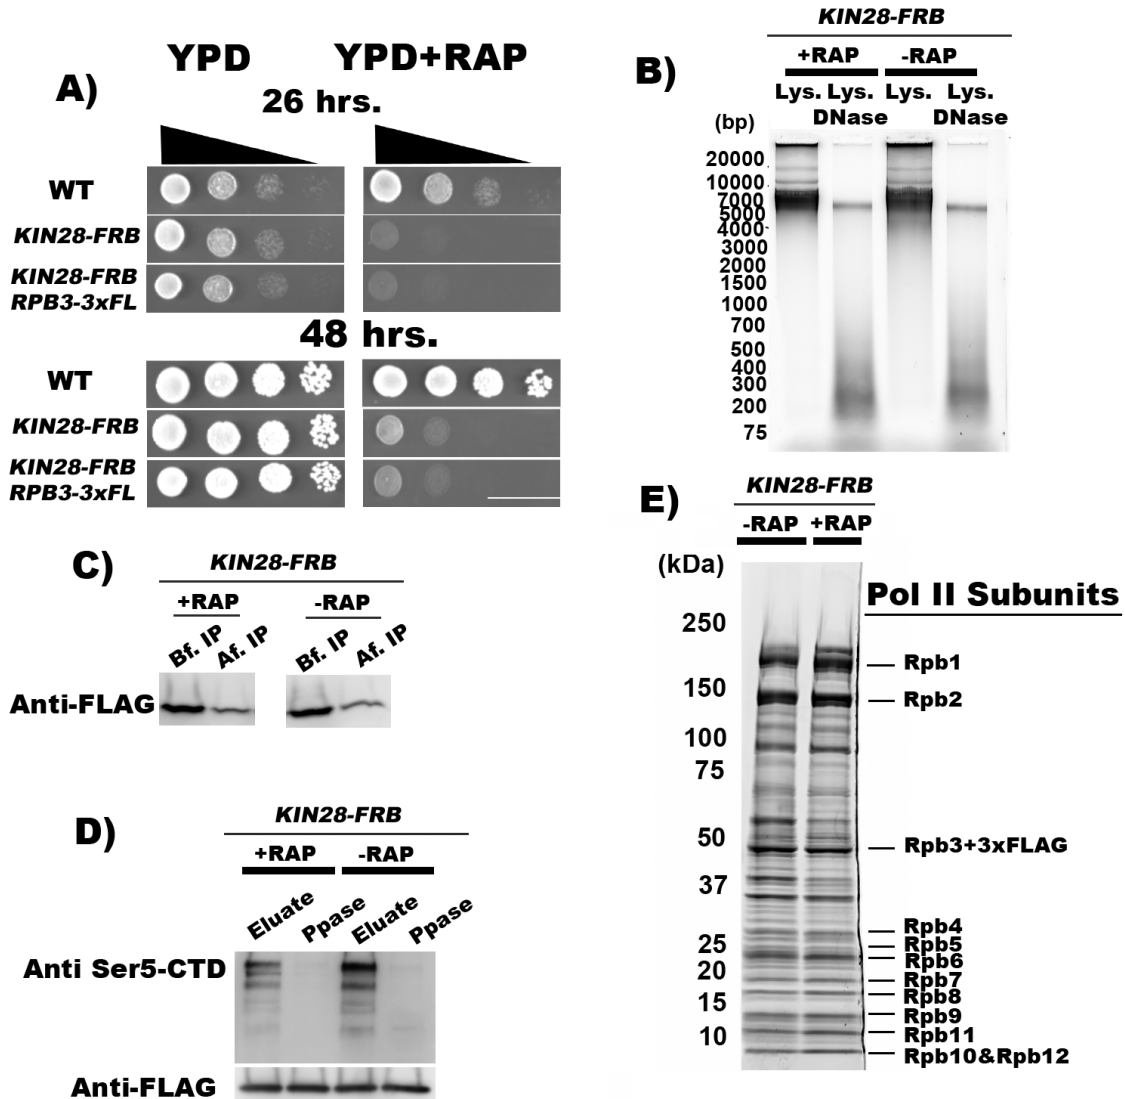 A)
YPD YPD+RAP
26 hrs.
WT
KIN28-FRB
KIN28-FRB
RPB3-3xFL
48 hrs.
WT
KIN28-FRB
KIN28-FRB
RPB3-3xFL
B)
KIN28-FRB
+RAP -RAP
Lys. Lys. Lys. Lys.
DNase DNase
(bp)
20000
10000
7000
5000
4000
3000
2000
1500
1000
700
500
400
300
200
75
C)
KIN28-FRB
+RAP -RAP
Bf. IP Af. IP Bf. IP Af. IP
Anti-FLAG
D)
KIN28-FRB
+RAP -RAP
Eluate Ppase Eluate Ppase
Anti Ser5-CTD
Anti-FLAG
E)
KIN28-FRB
-RAP +RAP
(kDa)
Pol II Subunits
250
150
100
75
50
37
25
20
15
10
Rpb1
Rpb2
Rpb3+3xFLAG
Rpb4
Rpb5
Rpb6
Rpb7
Rpb8
Rpb9
Rpb11
Rpb10&Rpb12